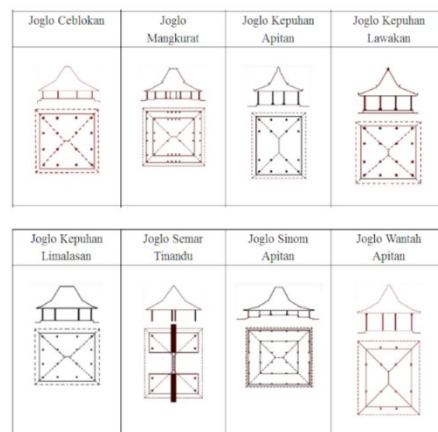 Joglo Ceblokan
Joglo
Mangkurat
Joglo Kepuhan
Apitan
Joglo Kepuhan
Lawakan
Joglo Kepuhan
Limalasan
Joglo Semar
Tinandu
Joglo Sinom
Apitan
Joglo Wantah
Apitan